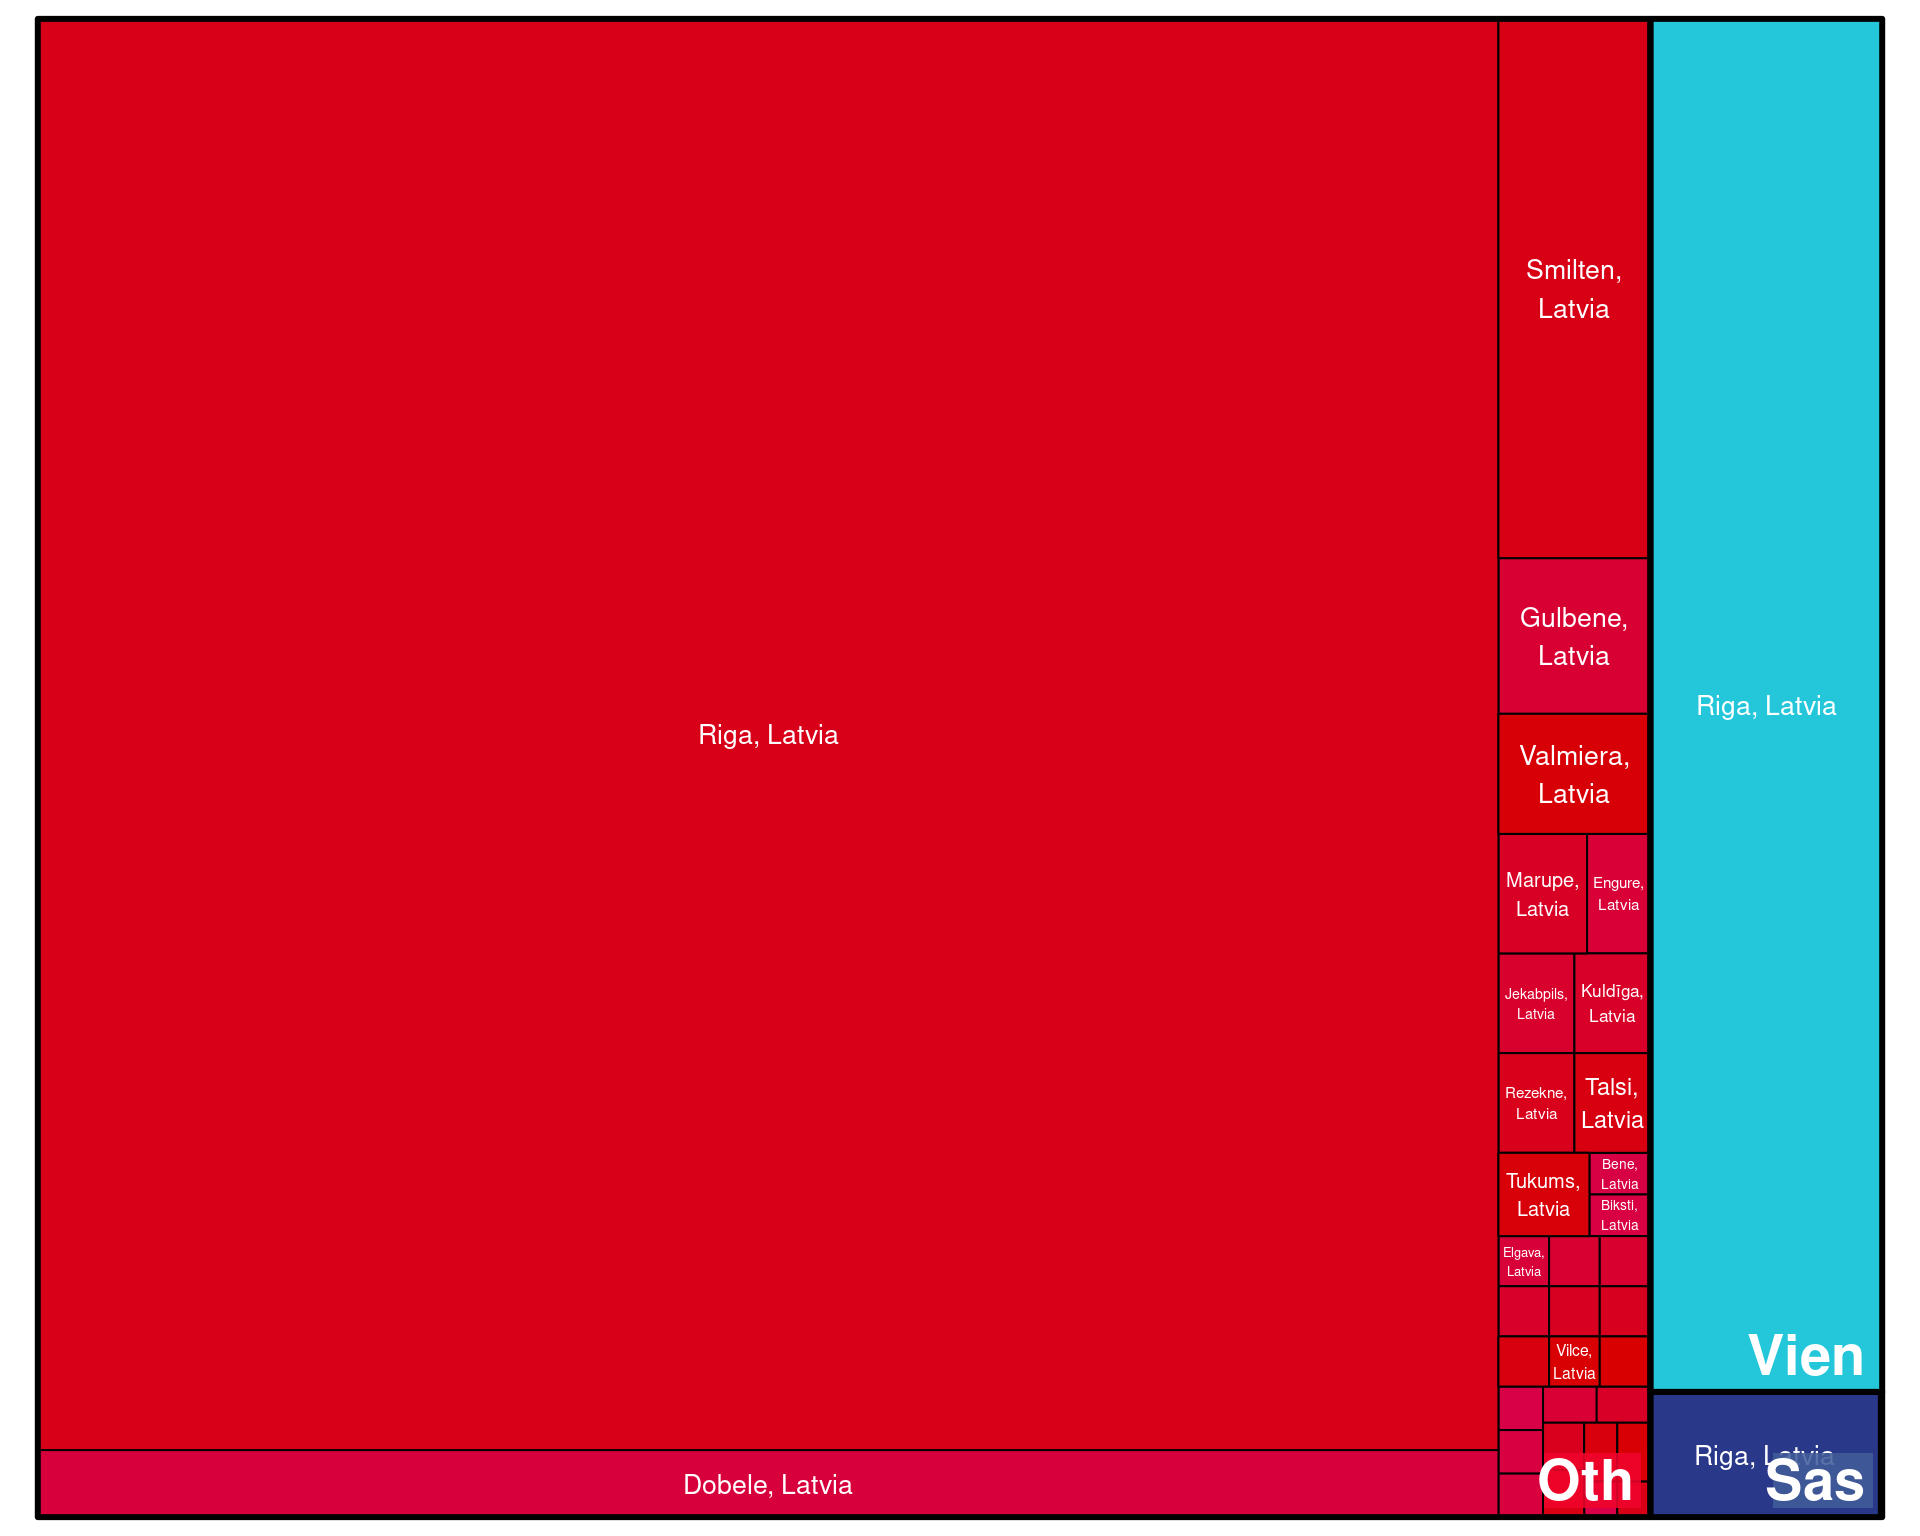 Riga, Latvia
Dobele, Latvia
Smilten,
Latvia
Gulbene,
Latvia
Valmiera,
Latvia
Marupe,
Latvia
Engure,
Latvia
Jekabpils,
Latvia
Kuldīga,
Latvia
Rezekne,
Latvia
Talsi,
Latvia
Tukums,
Latvia
Bene,
Latvia
Biksti,
Latvia
Elgava,
Latvia
Vilce,
Latvia
Oth
Riga, Latvia
Vien
Riga, Latvia
Sas